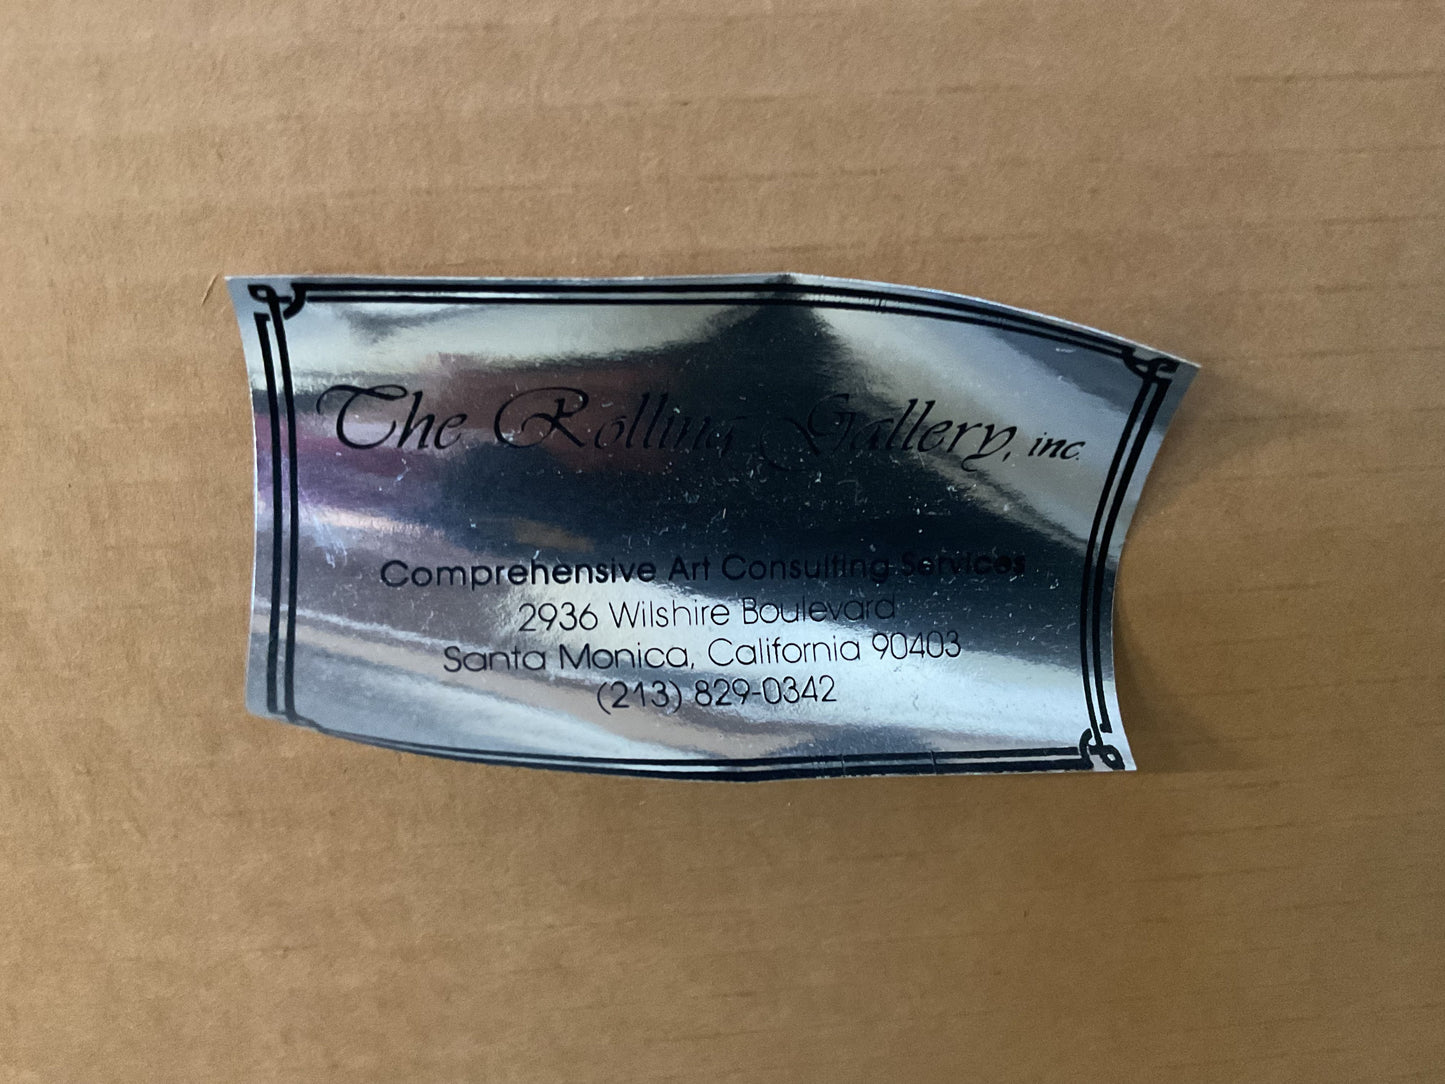 The Rolling Gallery, inc.
Comprehensive Art Consulting Services
2936 Wilshire Boulevard
Santa Monica, California 90403
(213) 829-0342